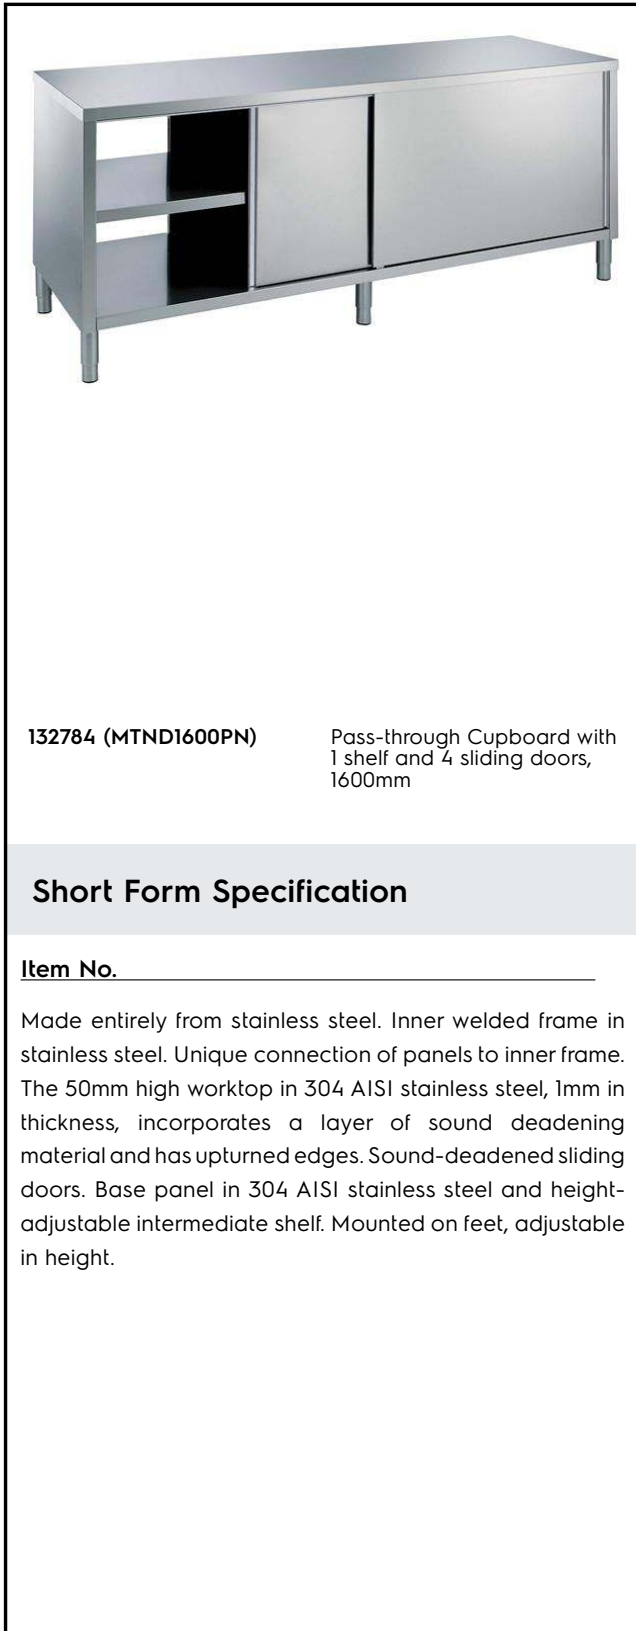 132784 (MTND1600PN)
Pass-through Cupboard with
1 shelf and 4 sliding doors,
1600mm
Short Form Specification
Item No.
Made entirely from stainless steel. Inner welded frame in
stainless steel. Unique connection of panels to inner frame.
The 50mm high worktop in 304 AISI stainless steel, 1mm in
thickness, incorporates a layer of sound deadening
material and has upturned edges. Sound-deadened sliding
doors. Base panel in 304 AISI stainless steel and height-
adjustable intermediate shelf. Mounted on feet, adjustable
in height.